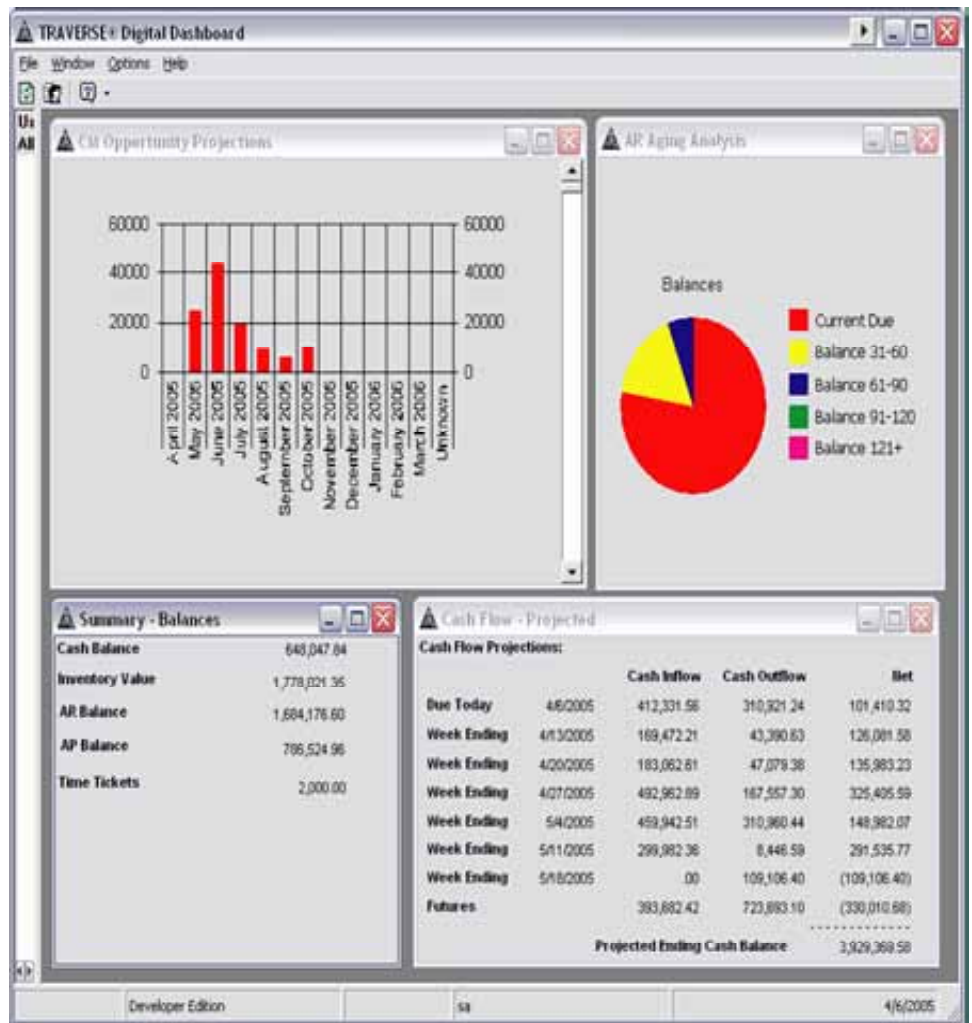 TRAVERSE® Digital Dashboard
File Window Options Help
All
CM Opportunity Projections
60000 60000
40000 40000
20000 20000
0 0
April 2005
May 2005
June 2005
July 2005
August 2005
September 2005
October 2005
November 2005
December 2005
January 2006
February 2006
March 2006
Unknown
AR Aging Analysis
Balances
Current Due
Balance 31-60
Balance 61-90
Balance 91-120
Balance 121+
Summary - Balances
Cash Balance 648,047.84
Inventory Value 1,778,021.35
AR Balance 1,684,176.60
AP Balance 786,524.96
Time Tickets 2,000.00
Cash Flow - Projected
Cash Flow Projections:
Cash Inflow Cash Outflow Net
Due Today 4/6/2005 412,331.56 310,921.24 101,410.32
Week Ending 4/13/2005 169,472.21 43,390.63 126,081.58
Week Ending 4/20/2005 183,062.61 47,079.38 135,983.23
Week Ending 4/27/2005 492,962.89 167,557.30 325,405.59
Week Ending 5/4/2005 459,942.51 310,960.44 148,982.07
Week Ending 5/11/2005 299,982.36 8,446.59 291,535.77
Week Ending 5/18/2005 .00 109,106.40 (109,106.40)
Futures 393,682.42 723,693.10 (330,010.68)
Projected Ending Cash Balance 3,929,369.58
Developer Edition sa 4/6/2005